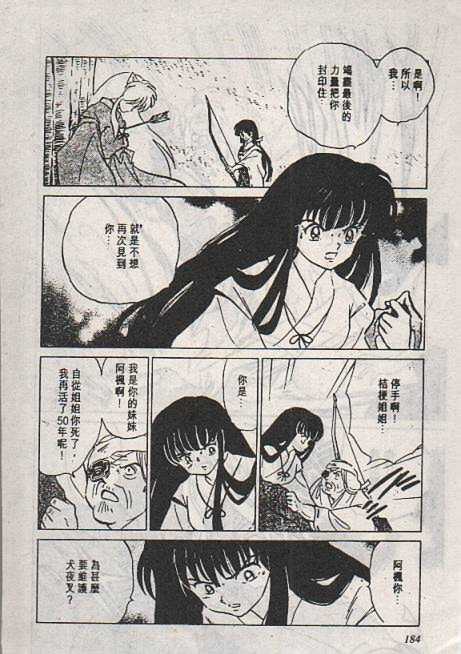 是啊！
所以
我…
竭盡最後的
力量把你
封印住…
就是不想
再次見到
你…
停手啊！
桔梗姐姐…
你是…
我是你的妹妹
阿楓啊！
自從姐姐你死了，
我再活了50年呢！
阿楓你…
為甚麼
要維護
犬夜叉？
184